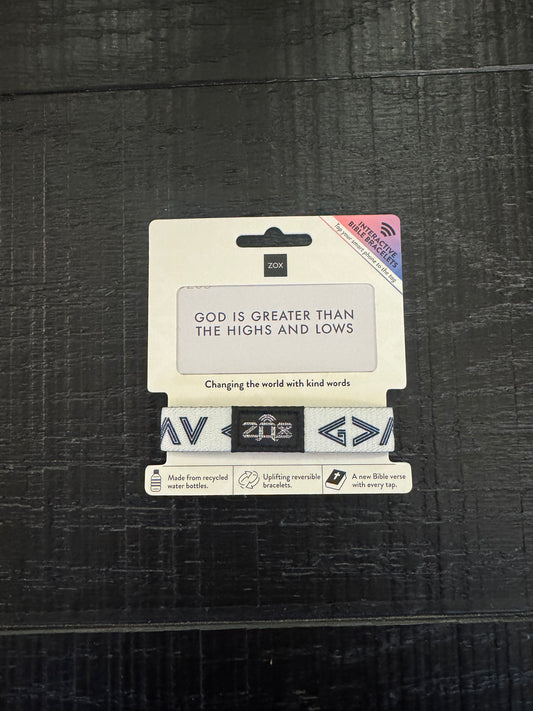 INTERACTIVE
BIBLE BRACELETS
Tap your smart phone to the tag
ZOX
GOD IS GREATER THAN
THE HIGHS AND LOWS
Changing the world with kind words
ΛV < ZOX <G>Λ
Made from recycled
water bottles.
Uplifting reversible
bracelets.
A new Bible verse
with every tap.